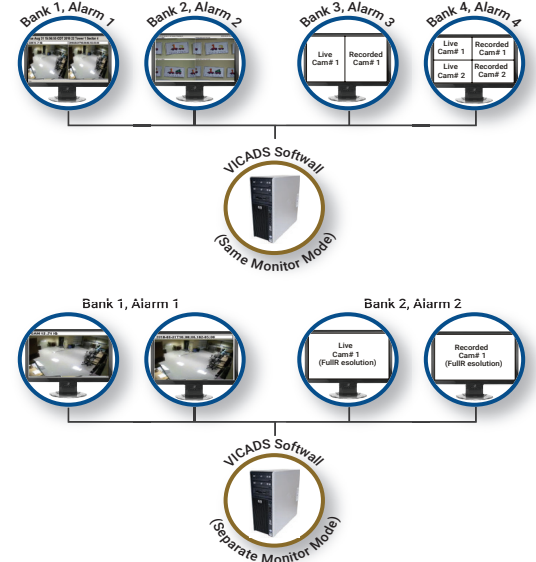 Bank 1, Alarm 1
Bank 2, Alarm 2
Bank 3, Alarm 3
Bank 4, Alarm 4
Live
Cam# 1
Recorded
Cam# 1
Live
Cam# 1
Recorded
Cam# 1
Live
Cam# 2
Recorded
Cam# 2
VICADS Softwall
(Same Monitor Mode)
Bank 1, Alarm 1
Bank 2, Alarm 2
Live
Cam# 1
(FullR esolution)
Recorded
Cam# 1
(FullR esolution)
VICADS Softwall
(Separate Monitor Mode)